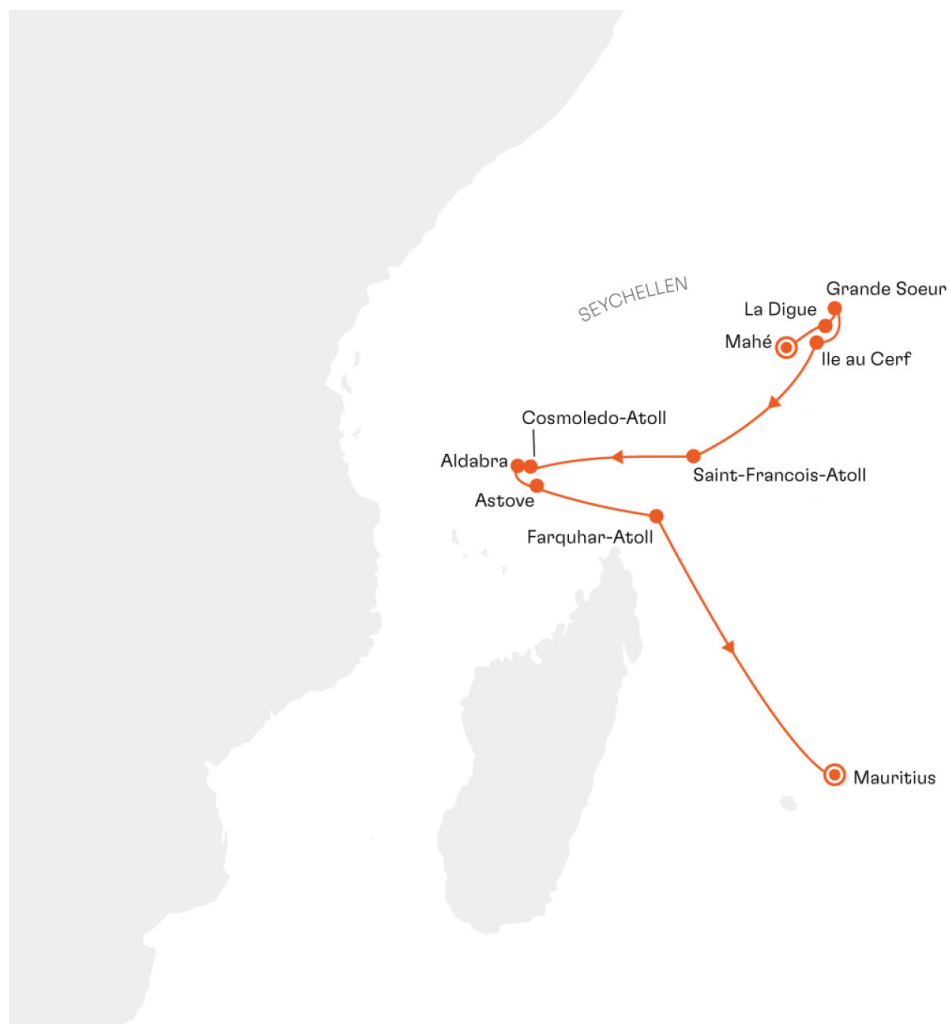 SEYCHELLEN
Grande Soeur
La Digue
Mahé
Ile au Cerf
Cosmoledo-Atoll
Aldabra
Saint-Francois-Atoll
Astove
Farquhar-Atoll
Mauritius